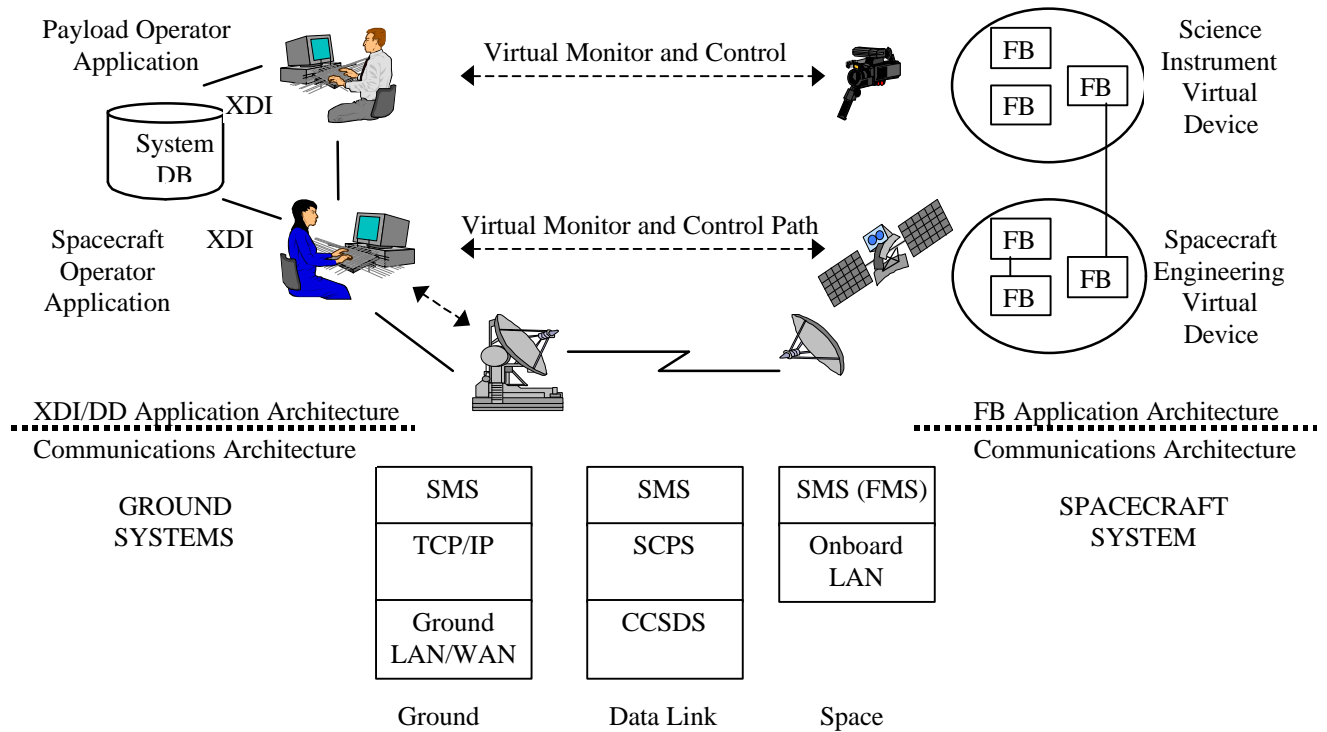 Payload Operator
Application
Virtual Monitor and Control
FB
FB
FB
Science
Instrument
Virtual
Device
XDI
System
DB
Spacecraft
Operator
Application
XDI
Virtual Monitor and Control Path
FB
FB
FB
Spacecraft
Engineering
Virtual
Device
XDI/DD Application Architecture
FB Application Architecture
Communications Architecture
Communications Architecture
GROUND
SYSTEMS
SMS
TCP/IP
Ground
LAN/WAN
SMS
SCPS
CCSDS
SMS (FMS)
Onboard
LAN
SPACECRAFT
SYSTEM
Ground
Data Link
Space